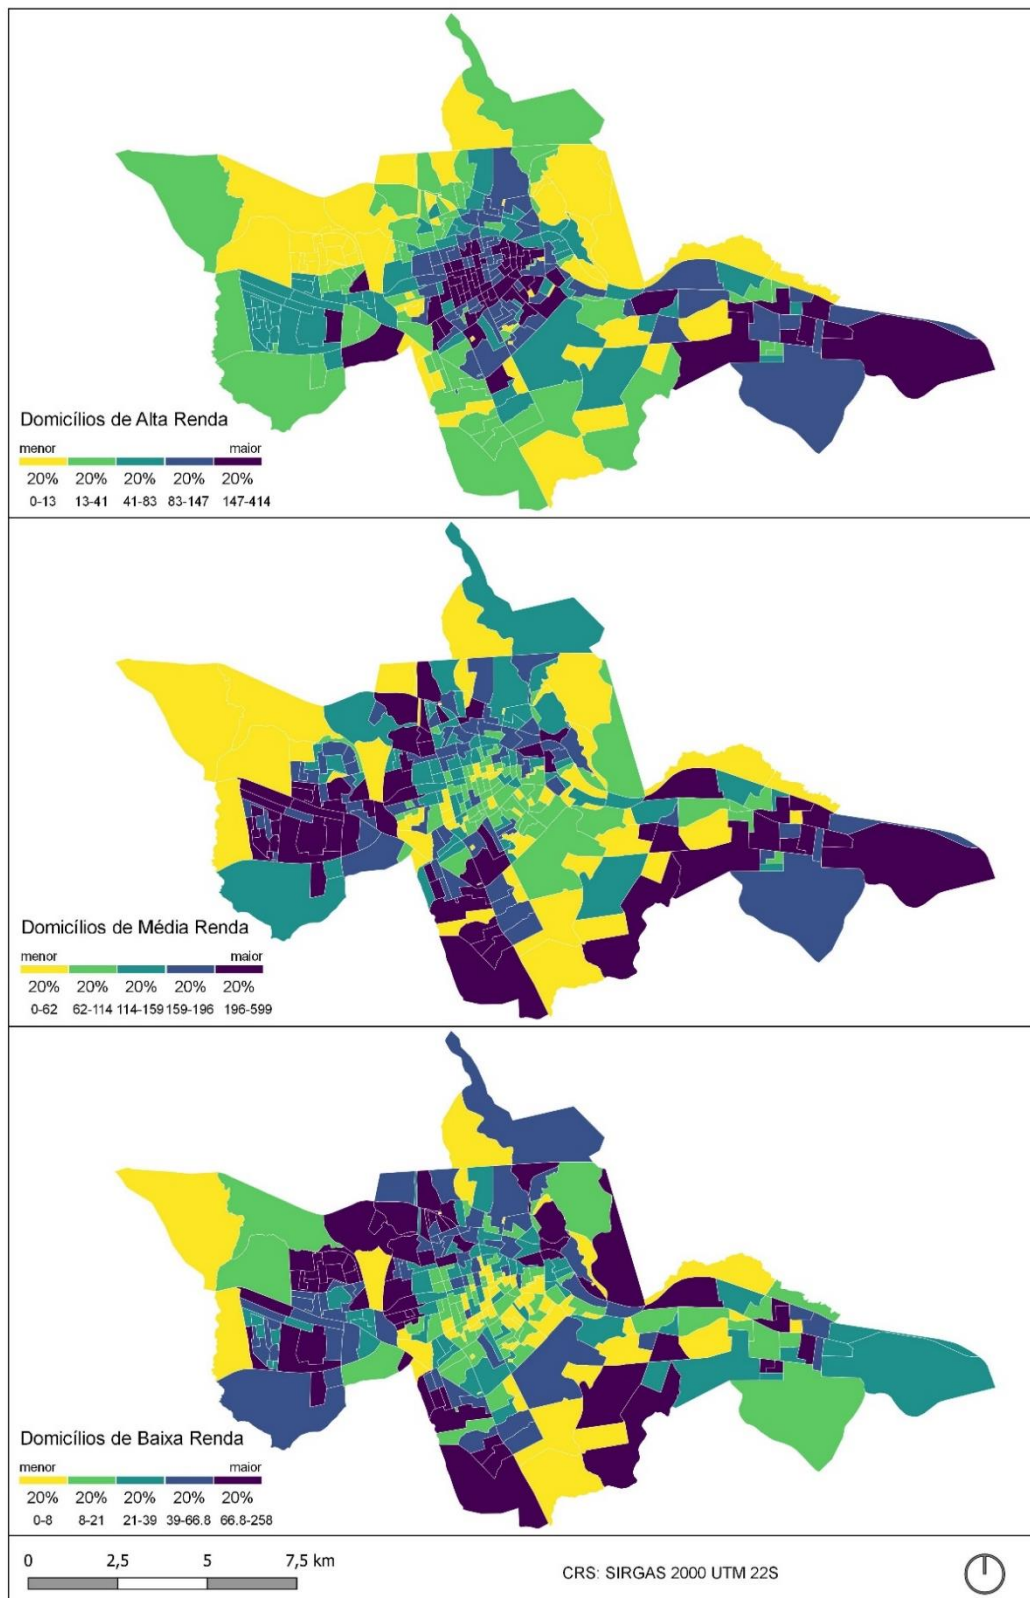 Domicílios de Alta Renda
menor maior
20% 20% 20% 20% 20%
0-13 13-41 41-83 83-147 147-414
Domicílios de Média Renda
menor maior
20% 20% 20% 20% 20%
0-62 62-114 114-159 159-196 196-599
Domicílios de Baixa Renda
menor maior
20% 20% 20% 20% 20%
0-8 8-21 21-39 39-66.8 66.8-258
0 2,5 5 7,5 km
CRS: SIRGAS 2000 UTM 22S